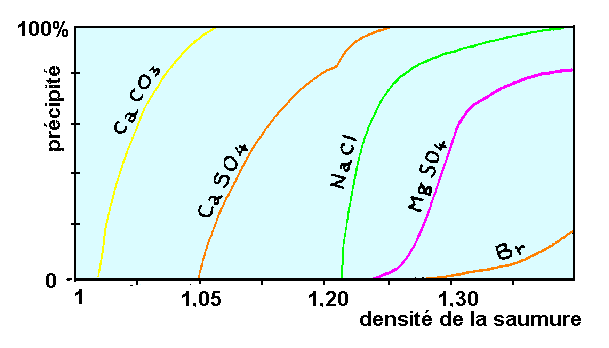 100%
précipité
CaCO3
CaSO4
NaCl
MgSO4
Br
0
1 1,05 1,20 1,30
densité de la saumure